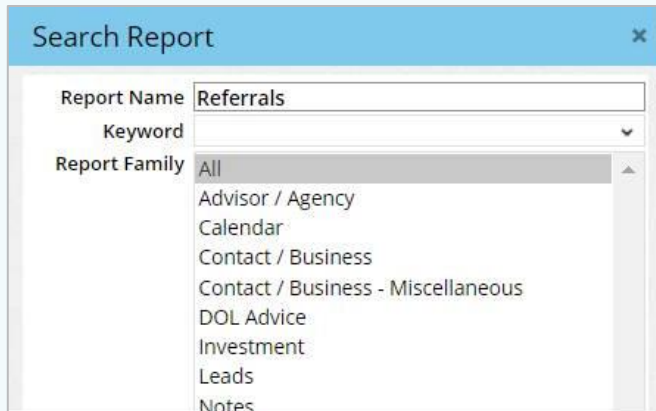 Search Report
Report Name Referrals
Keyword
Report Family All
Advisor / Agency
Calendar
Contact / Business
Contact / Business - Miscellaneous
DOL Advice
Investment
Leads
Notes